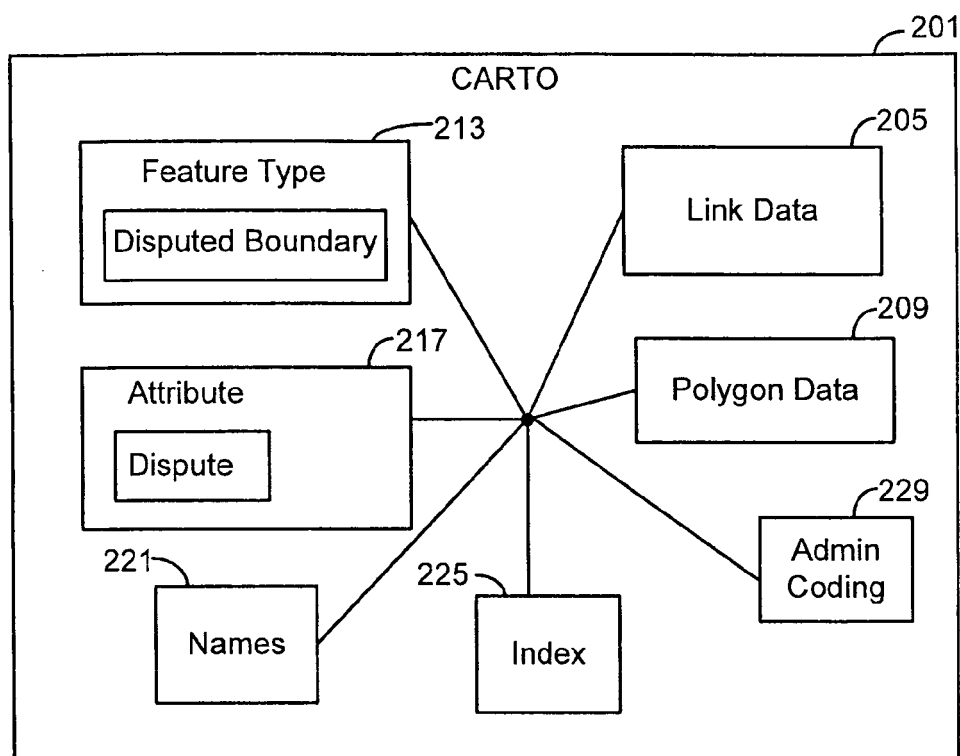 201
CARTO
213
Feature Type
Disputed Boundary
205
Link Data
217
Attribute
Dispute
209
Polygon Data
221
Names
225
Index
229
Admin
Coding